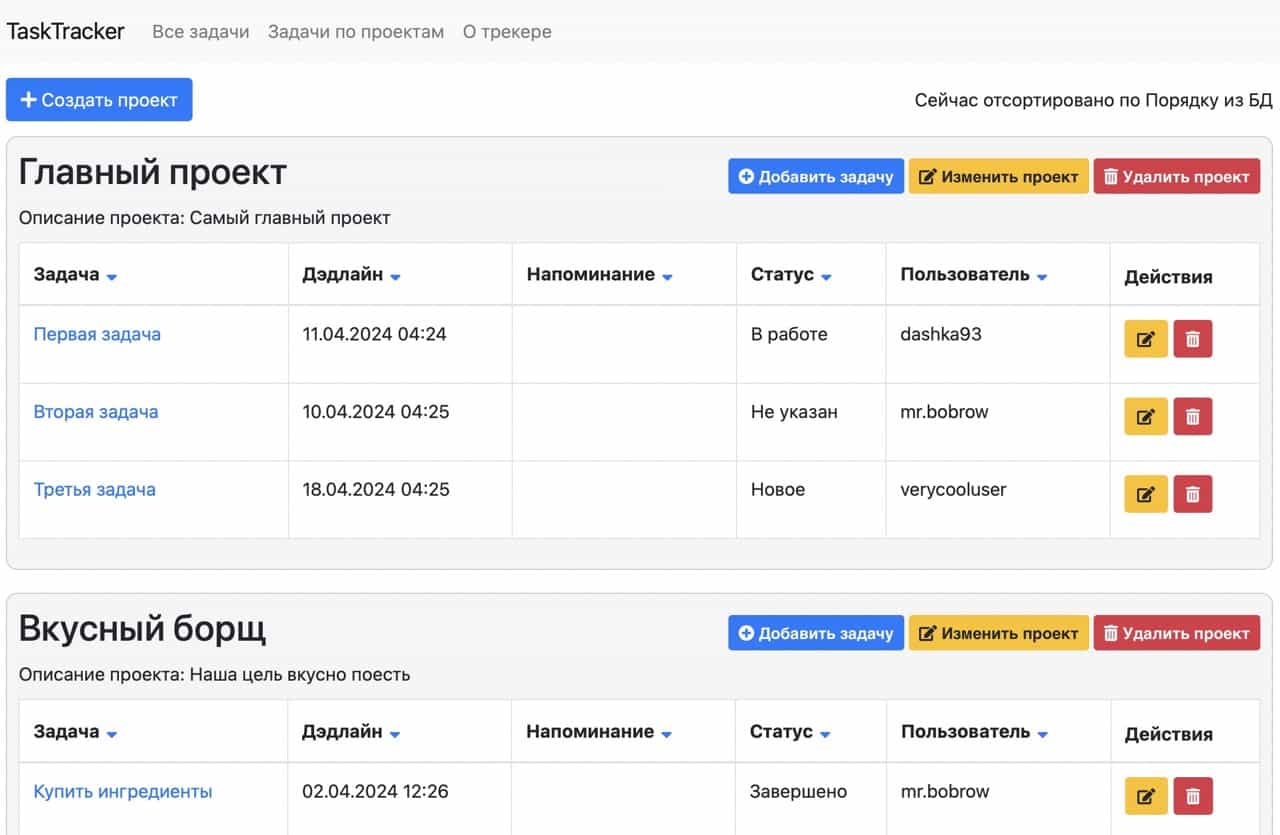 TaskTracker Все задачи Задачи по проектам О трекере
Создать проект Сейчас отсортировано по Порядку из БД
Главный проект Добавить задачу Изменить проект Удалить проект
Описание проекта: Самый главный проект
Задача Дэдлайн Напоминание Статус Пользователь Действия
Первая задача 11.04.2024 04:24 В работе dashka93
Вторая задача 10.04.2024 04:25 Не указан mr.bobrow
Третья задача 18.04.2024 04:25 Новое verycooluser
Вкусный борщ Добавить задачу Изменить проект Удалить проект
Описание проекта: Наша цель вкусно поесть
Задача Дэдлайн Напоминание Статус Пользователь Действия
Купить ингредиенты 02.04.2024 12:26 Завершено mr.bobrow